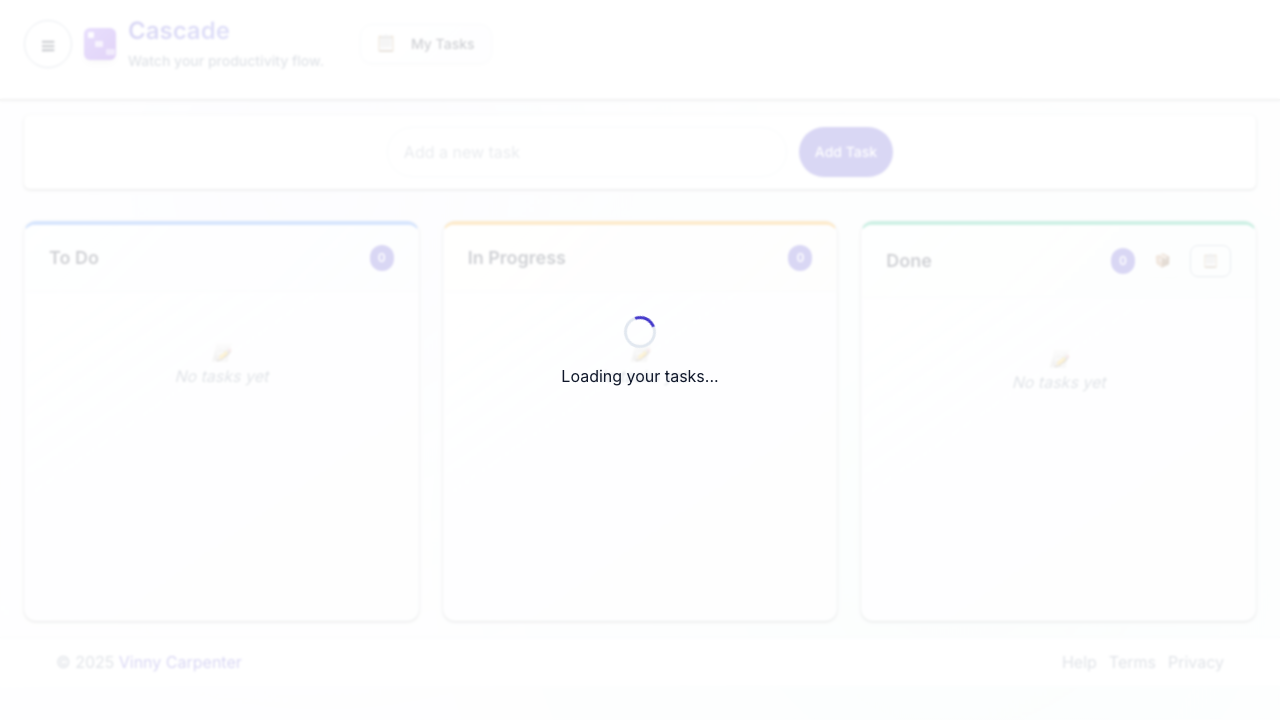 Cascade
Watch your productivity flow.
My Tasks
Add a new task
Add Task
To Do
0
In Progress
0
Done
0
No tasks yet
Loading your tasks...
No tasks yet
© 2025 Vinny Carpenter
Help Terms Privacy